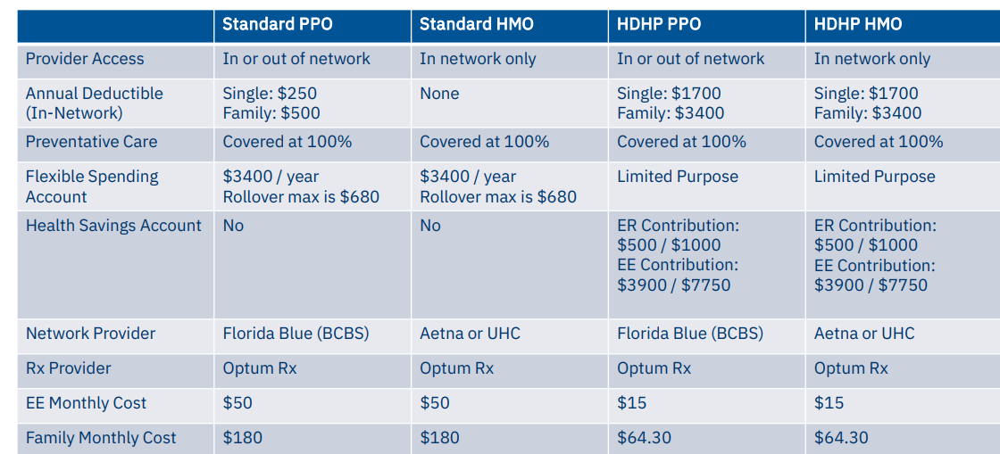 Standard PPO Standard HMO HDHP PPO HDHP HMO
Provider Access In or out of network In network only In or out of network In network only
Annual Deductible Single: $250 None Single: $1700 Single: $1700
(In-Network) Family: $500 Family: $3400 Family: $3400
Preventative Care Covered at 100% Covered at 100% Covered at 100% Covered at 100%
Flexible Spending $3400 / year $3400 / year Limited Purpose Limited Purpose
Account Rollover max is $680 Rollover max is $680
Health Savings Account No No ER Contribution: ER Contribution:
$500 / $1000 $500 / $1000
EE Contribution: EE Contribution:
$3900 / $7750 $3900 / $7750
Network Provider Florida Blue (BCBS) Aetna or UHC Florida Blue (BCBS) Aetna or UHC
Rx Provider Optum Rx Optum Rx Optum Rx Optum Rx
EE Monthly Cost $50 $50 $15 $15
Family Monthly Cost $180 $180 $64.30 $64.30